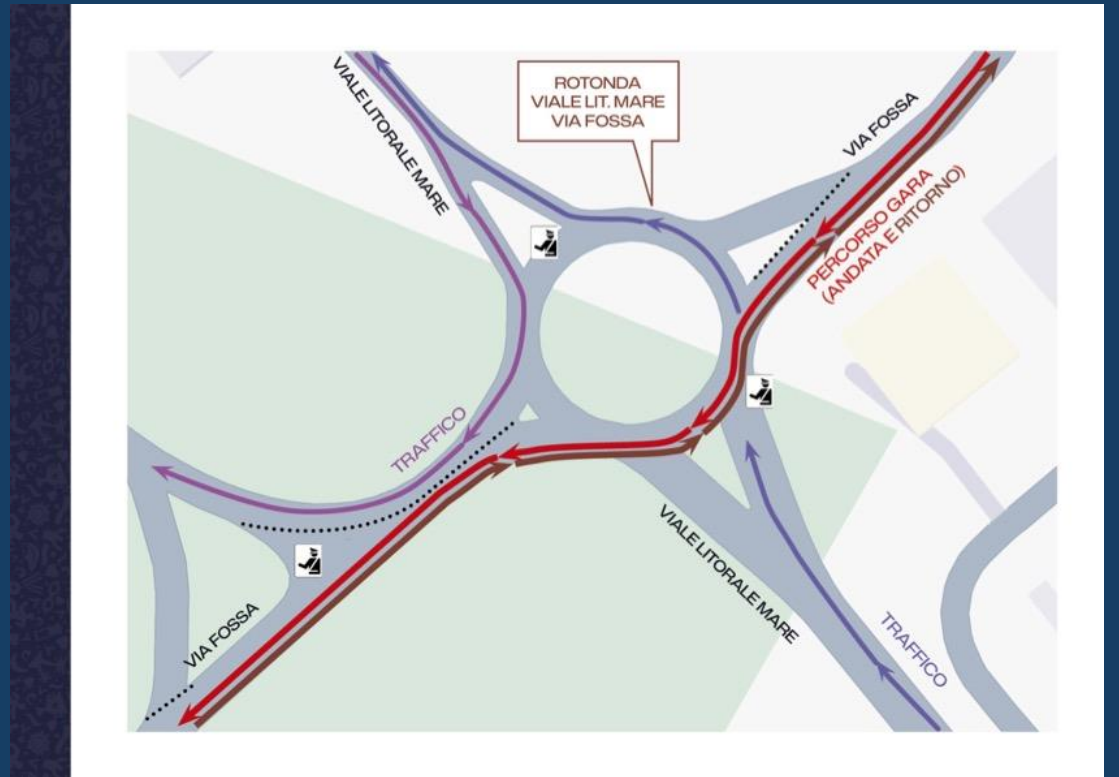 VIALE LITORALE MARE
ROTONDA
VIALE LIT. MARE
VIA FOSSA
VIA FOSSA
PERCORSO GARA
(ANDATA E RITORNO)
TRAFFICO
VIALE LITORALE MARE
VIA FOSSA
TRAFFICO